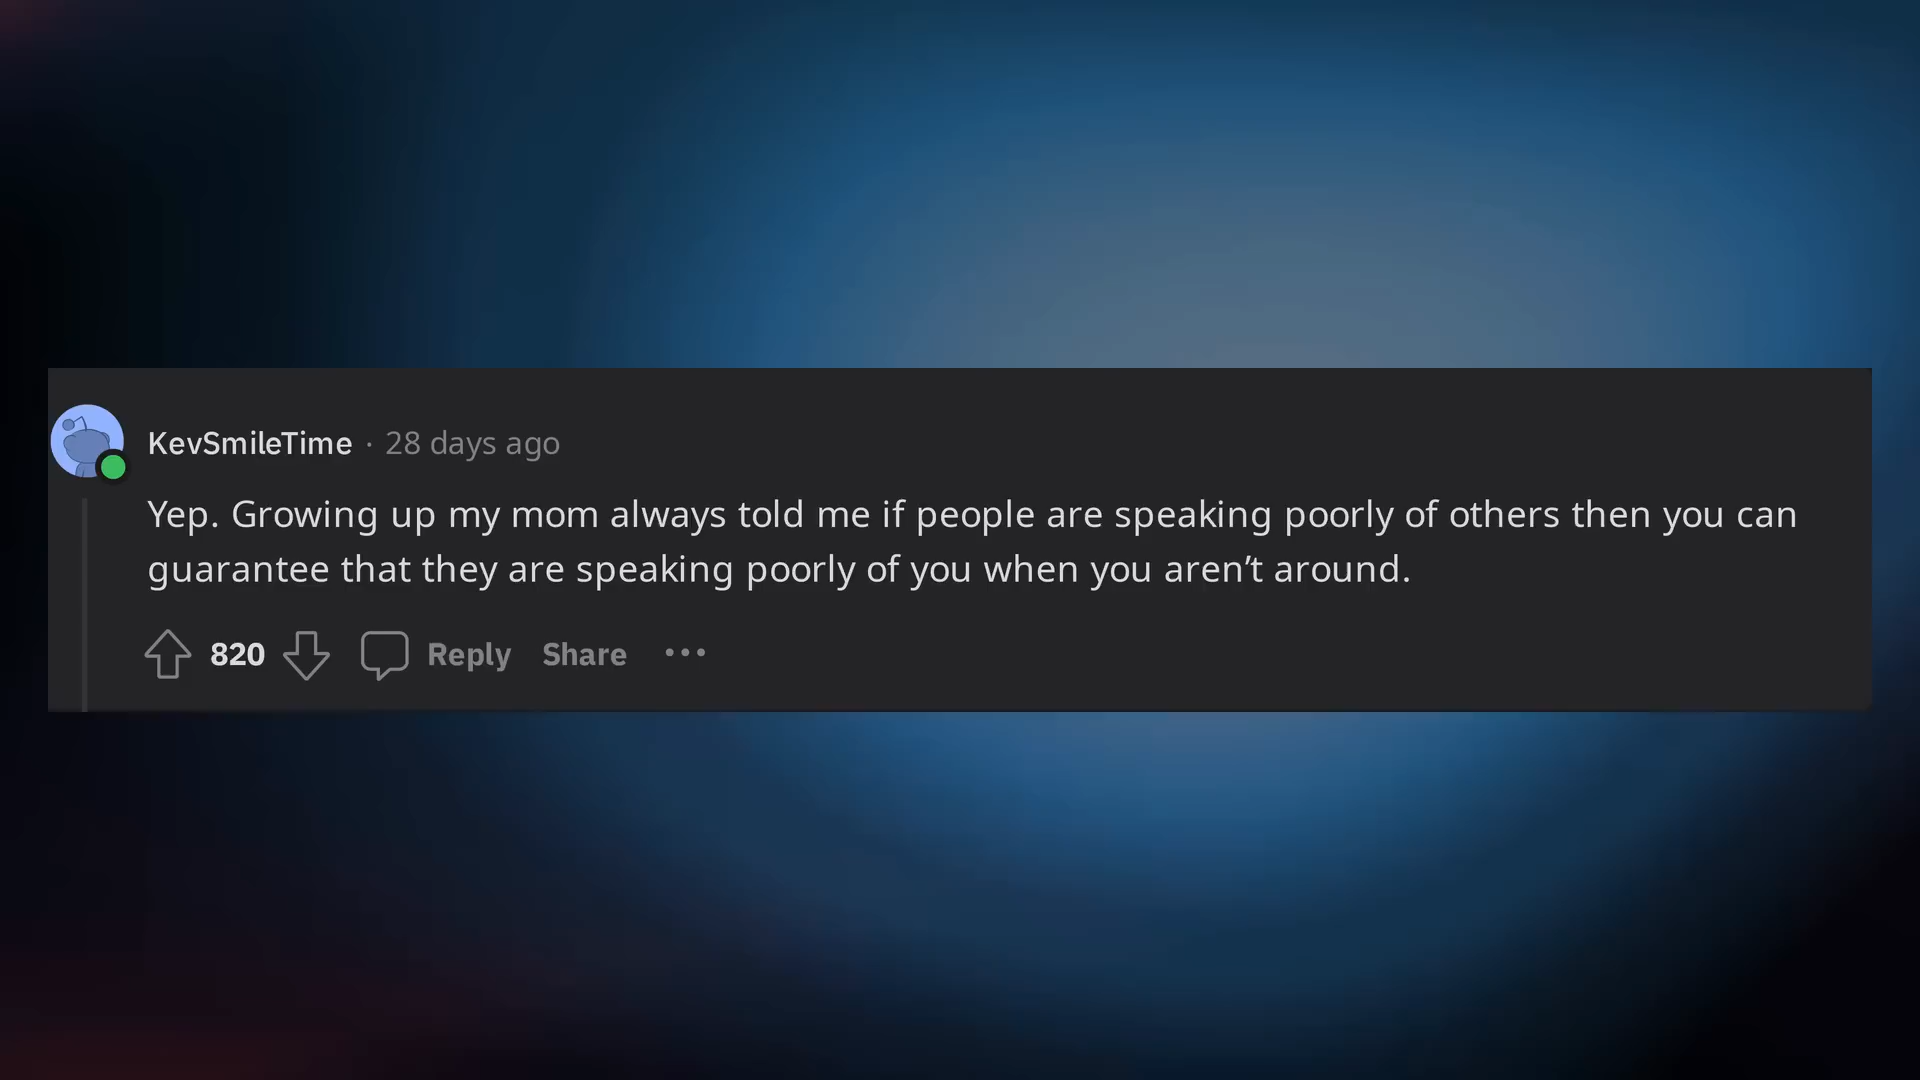 KevSmileTime · 28 days ago
Yep. Growing up my mom always told me if people are speaking poorly of others then you can
guarantee that they are speaking poorly of you when you aren’t around.
820 Reply Share ···